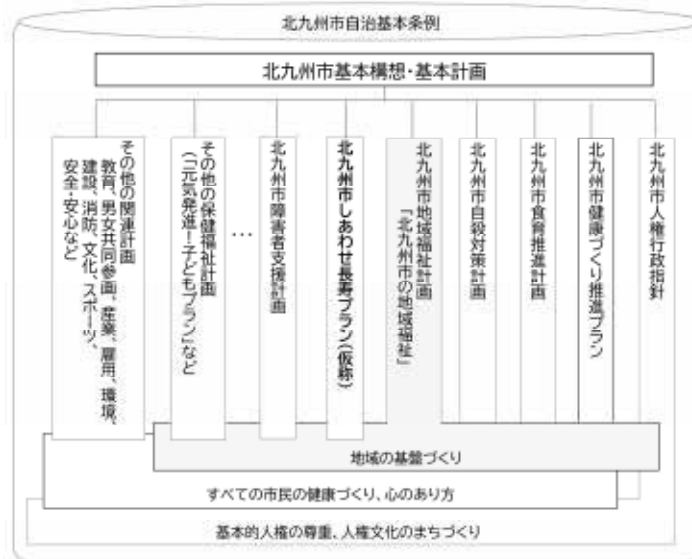 北九州市自治基本条例
北九州市基本構想・基本計画
北九州市人権行政指針
北九州市健康づくり推進プラン
北九州市食育推進計画
北九州市自殺対策計画
北九州市地域福祉計画
「北九州市の地域福祉」
北九州市しあわせ長寿プラン(仮称)
北九州市障害者支援計画
…
その他の保健福祉計画
(「元気発進!子どもプラン」など
その他の関連計画
教育、男女共同参画、産業、雇用、環境、
建設、消防、文化、スポーツ、
安全・安心など
地域の基盤づくり
すべての市民の健康づくり、心のあり方
基本的人権の尊重、人権文化のまちづくり